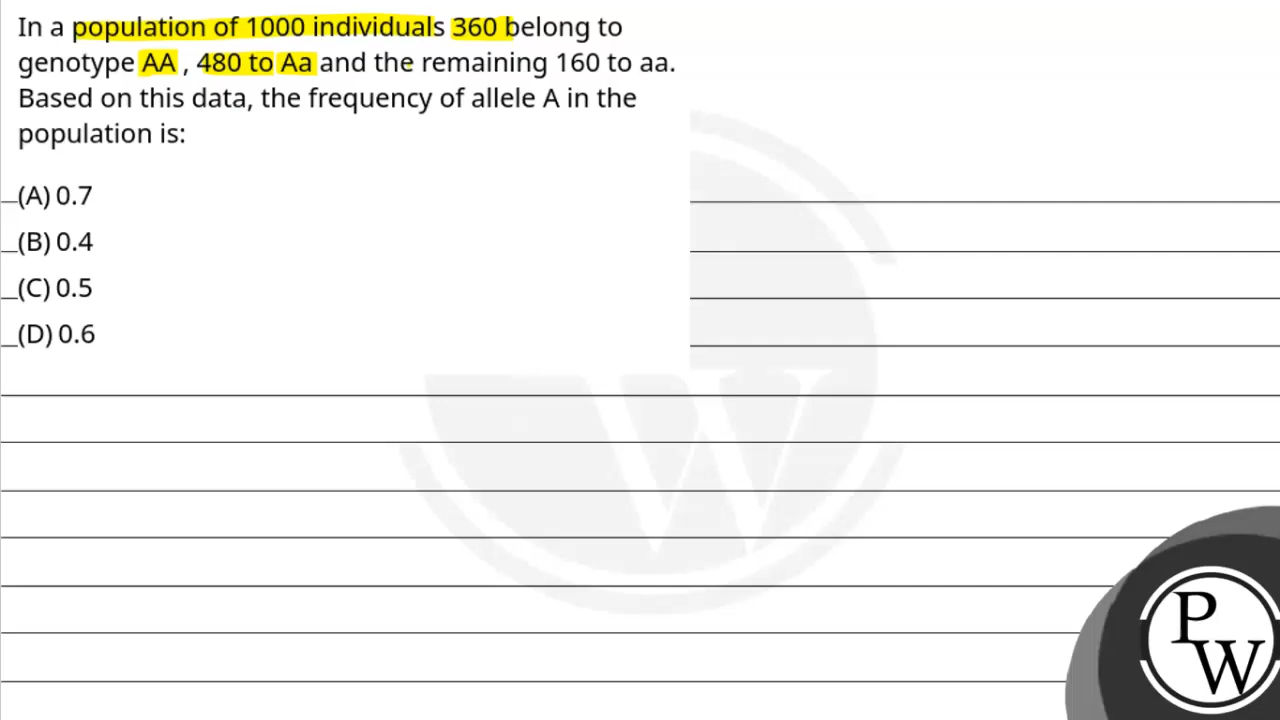 In a population of 1000 individuals 360 belong to
genotype AA , 480 to Aa and the remaining 160 to aa.
Based on this data, the frequency of allele A in the
population is:
(A) 0.7
(B) 0.4
(C) 0.5
(D) 0.6
W
P
W